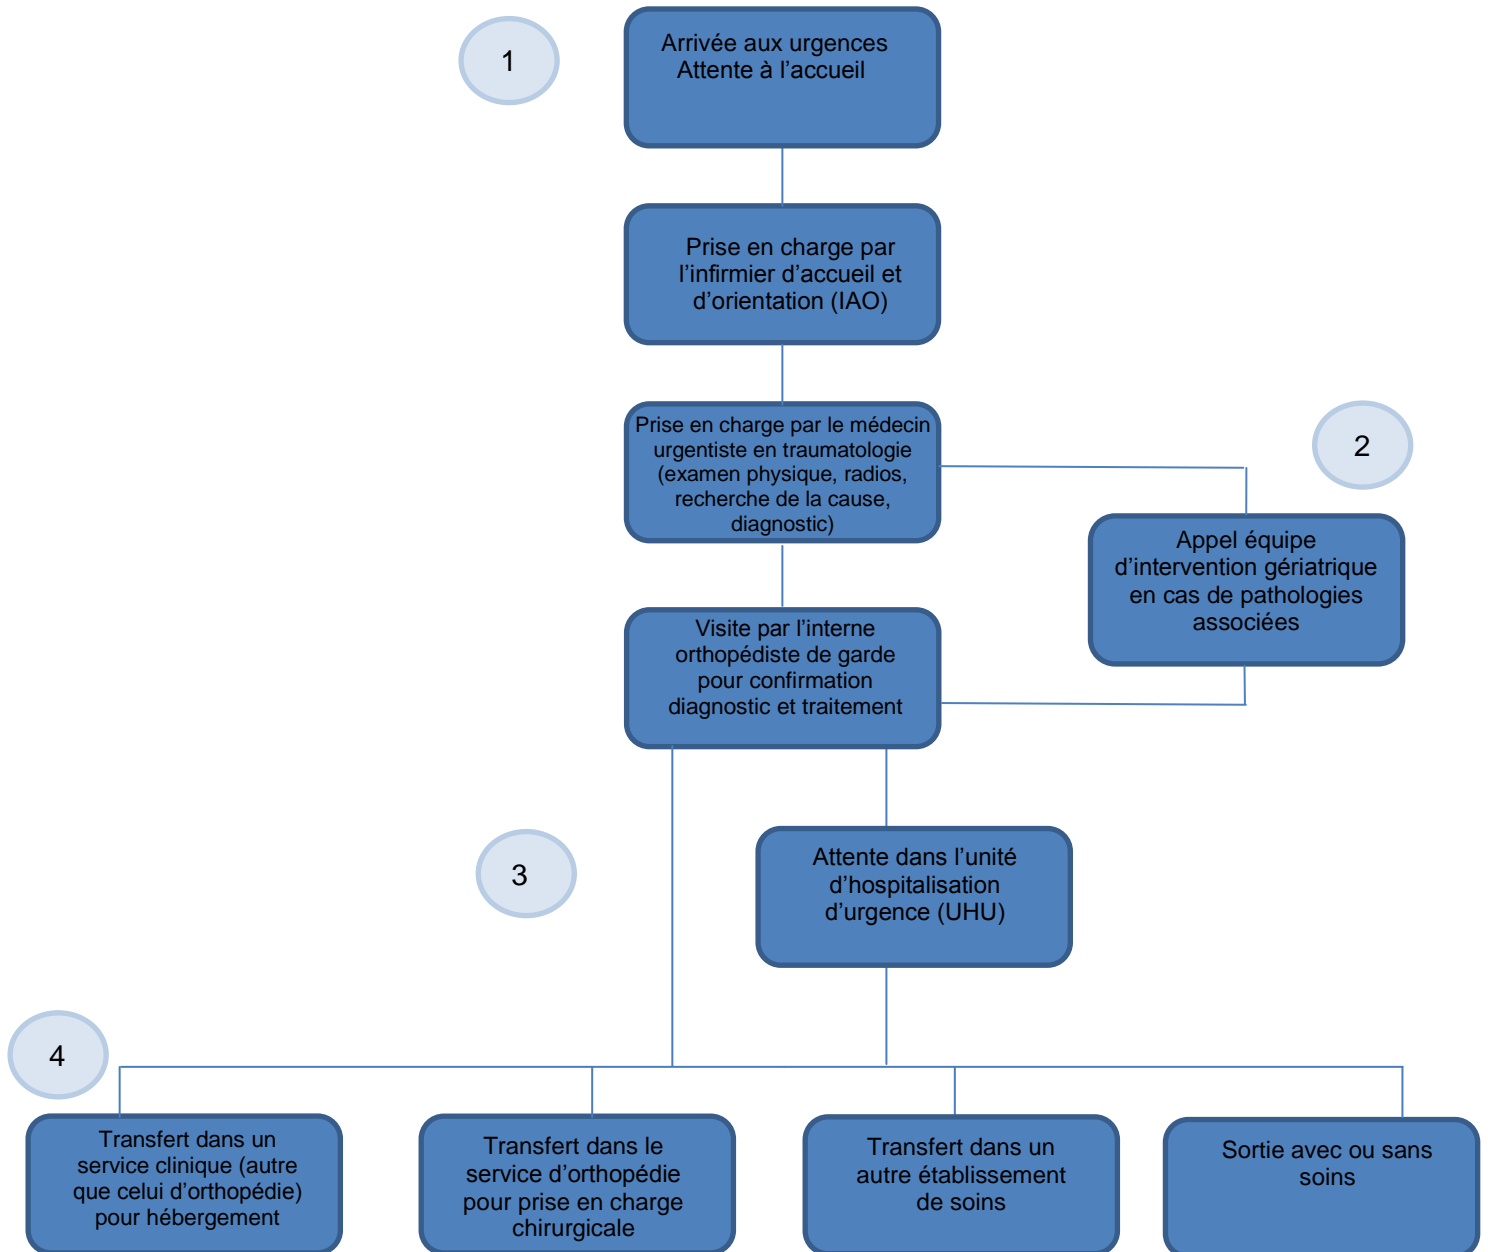 1
Arrivée aux urgences
Attente à l’accueil
Prise en charge par
l’infirmier d’accueil et
d’orientation (IAO)
Prise en charge par le médecin
urgentiste en traumatologie
(examen physique, radios,
recherche de la cause,
diagnostic)
2
Appel équipe
d’intervention gériatrique
en cas de pathologies
associées
Visite par l’interne
orthopédiste de garde
pour confirmation
diagnostic et traitement
3
Attente dans l’unité
d’hospitalisation
d’urgence (UHU)
4
Transfert dans un
service clinique (autre
que celui d’orthopédie)
pour hébergement
Transfert dans le
service d’orthopédie
pour prise en charge
chirurgicale
Transfert dans un
autre établissement
de soins
Sortie avec ou sans
soins